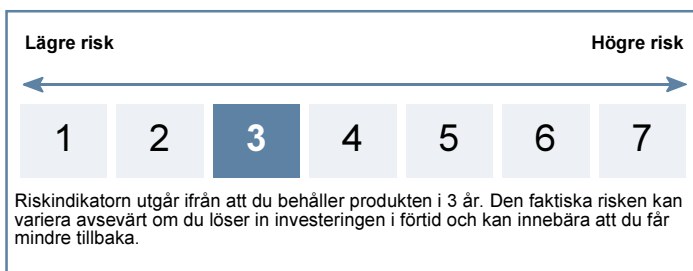 Lägre risk Högre risk
1 2 3 4 5 6 7
Riskindikatorn utgår ifrån att du behåller produkten i 3 år. Den faktiska risken kan
variera avsevärt om du löser in investeringen i förtid och kan innebära att du får
mindre tillbaka.